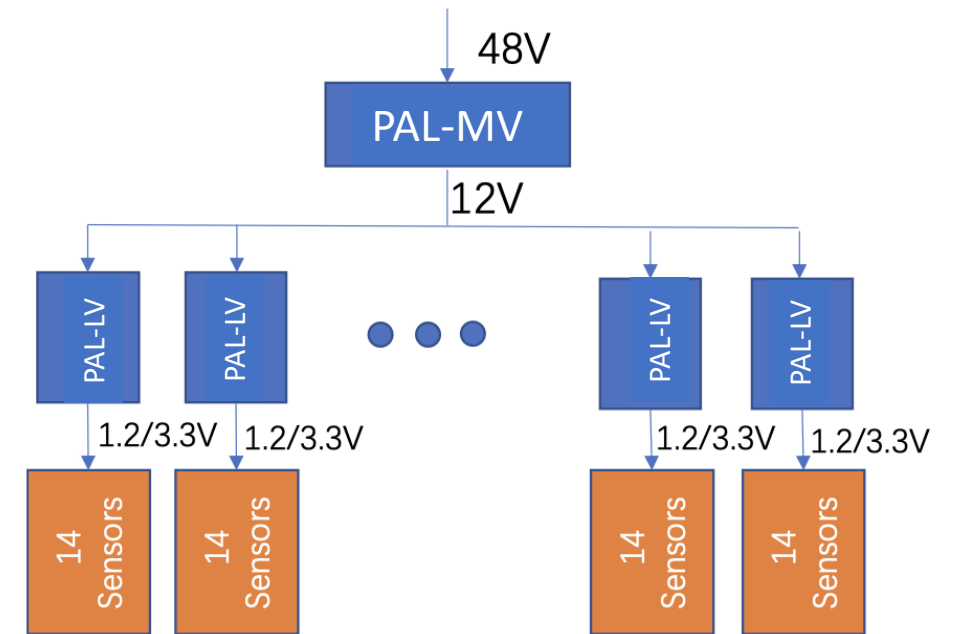 48V
PAL-MV
12V
PAL-LV
PAL-LV
PAL-LV
PAL-LV
1.2/3.3V
1.2/3.3V
1.2/3.3V
1.2/3.3V
14
Sensors
14
Sensors
14
Sensors
14
Sensors